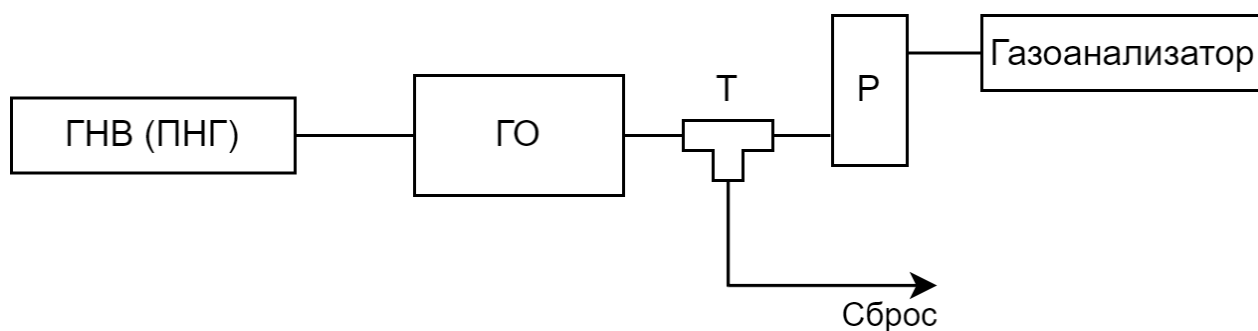 ГНВ (ПНГ)
ГО
Т
Р
Газоанализатор
Сброс